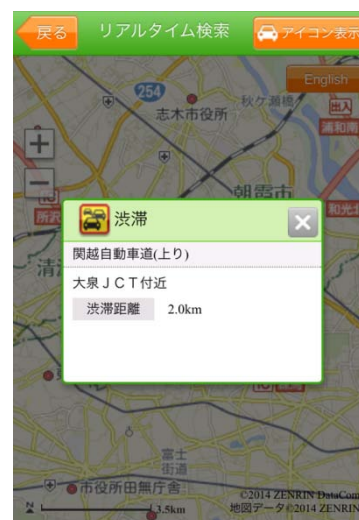 戻る
リアルタイム検索
アイコン表示
English
254
志木市役所
秋ケ瀬橋
出入
浦和南
+
朝霞市
－
IC
所沢
和光
渋滞
×
関越自動車道(上り)
大泉ＪＣＴ付近
渋滞距離
2.0km
清
IC
富士
街道
市役所田無庁舎
3.5km
©2014 ZENRIN DataCom
地図データ©2014 ZENRIN